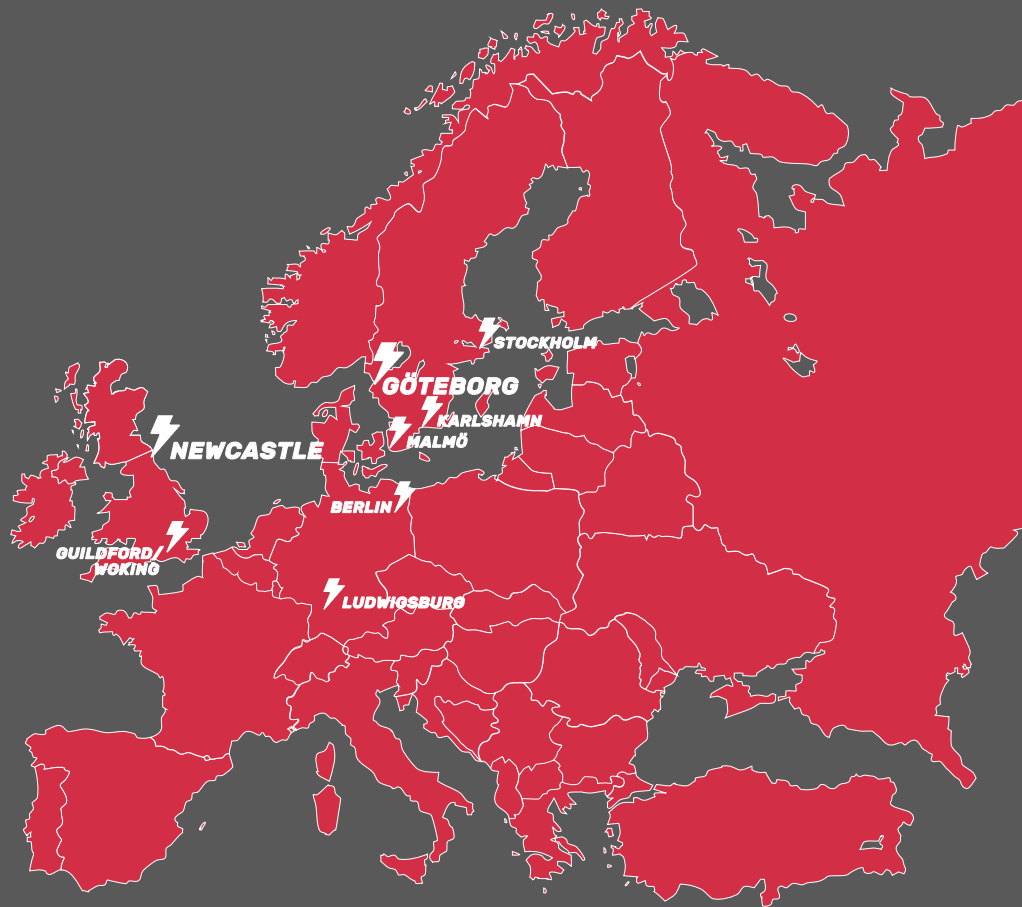 STOCKHOLM
GÖTEBORG
KARLSHAMN
MALMÖ
NEWCASTLE
BERLIN
GUILDFORD/
WOKING
LUDWIGSBURG